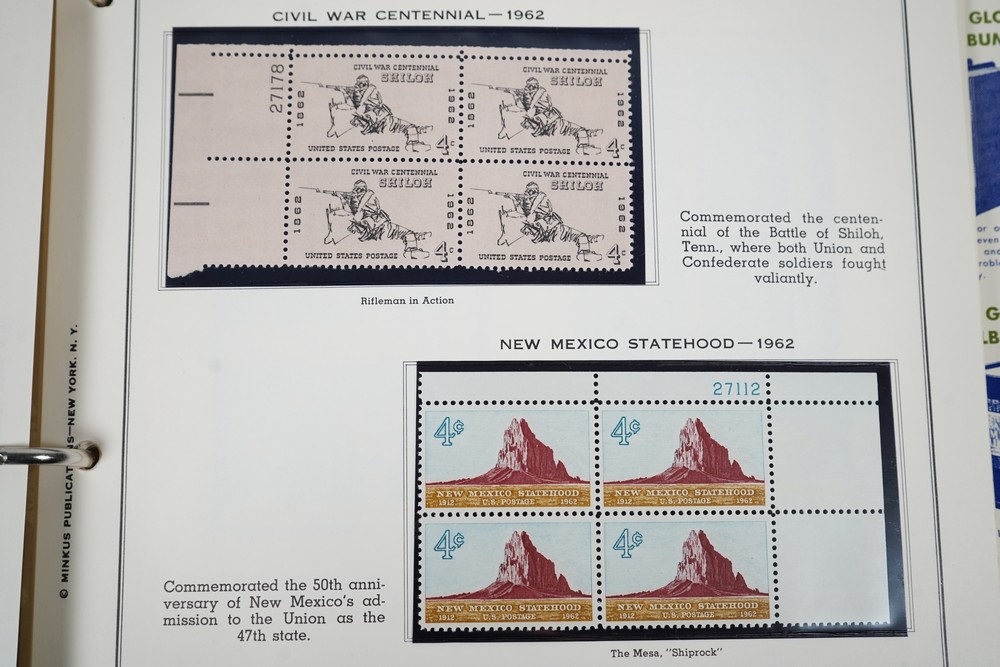 CIVIL WAR CENTENNIAL—1962
27178
CIVIL WAR CENTENNIAL
SHILOH
1862
1962
UNITED STATES POSTAGE 4c
CIVIL WAR CENTENNIAL
SHILOH
1862
1962
UNITED STATES POSTAGE 4c
CIVIL WAR CENTENNIAL
SHILOH
1862
1962
UNITED STATES POSTAGE 4c
CIVIL WAR CENTENNIAL
SHILOH
1862
1962
UNITED STATES POSTAGE 4c
Rifleman in Action
Commemorated the centen-
nial of the Battle of Shiloh,
Tenn., where both Union and
Confederate soldiers fought
valiantly.
NEW MEXICO STATEHOOD—1962
27112
4c
NEW MEXICO STATEHOOD
1912 U.S. POSTAGE 1962
4c
NEW MEXICO STATEHOOD
1912 U.S. POSTAGE 1962
4c
NEW MEXICO STATEHOOD
1912 U.S. POSTAGE 1962
4c
NEW MEXICO STATEHOOD
1912 U.S. POSTAGE 1962
The Mesa, "Shiprock"
Commemorated the 50th anni-
versary of New Mexico's ad-
mission to the Union as the
47th state.
© MINKUS PUBLICATIONS—NEW YORK, N. Y.
GLO
BUM